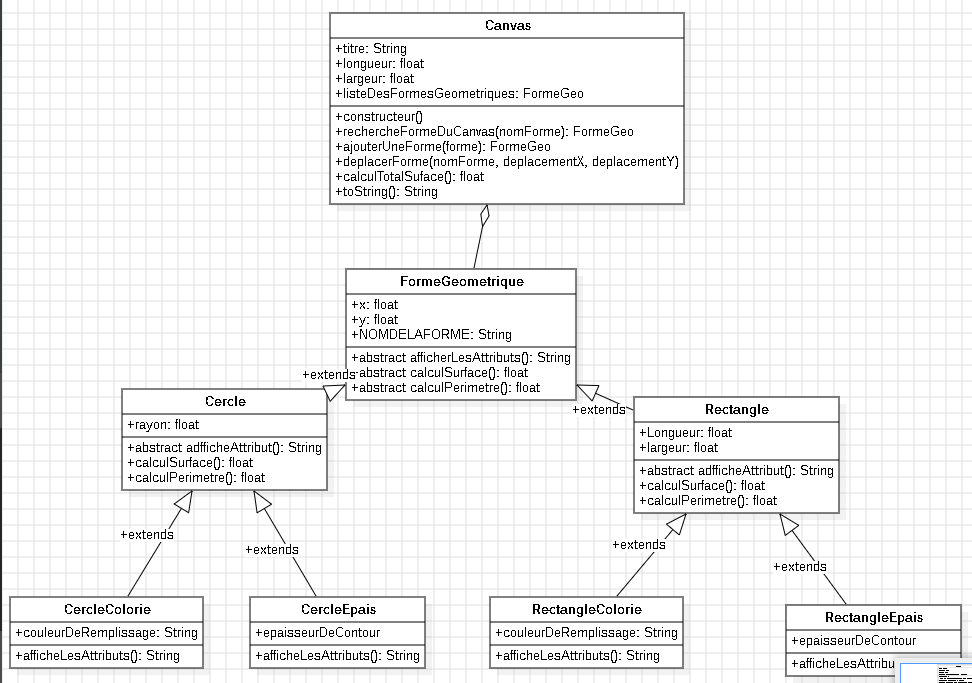 Canvas
+titre: String
+longueur: float
+largeur: float
+listeDesFormesGeometriques: FormeGeo
+constructeur()
+rechercheFormeDuCanvas(nomForme): FormeGeo
+ajouterUneForme(forme): FormeGeo
+deplacerForme(nomForme, deplacementX, deplacementY)
+calculTotalSuface(): float
+toString(): String
FormeGeometrique
+x: float
+y: float
+NOMDELAFORME: String
+abstract afficherLesAttributs(): String
+abstract calculSurface(): float
+abstract calculPerimetre(): float
+extends
+extends
Cercle
+rayon: float
+abstract adfficheAttribut(): String
+calculSurface(): float
+calculPerimetre(): float
Rectangle
+Longueur: float
+largeur: float
+abstract adfficheAttribut(): String
+calculSurface(): float
+calculPerimetre(): float
+extends
+extends
+extends
+extends
CercleColorie
+couleurDeRemplissage: String
+afficheLesAttributs(): String
CercleEpais
+epaisseurDeContour
+afficheLesAttributs(): String
RectangleColorie
+couleurDeRemplissage: String
+afficheLesAttributs(): String
RectangleEpais
+epaisseurDeContour
+afficheLesAttribu